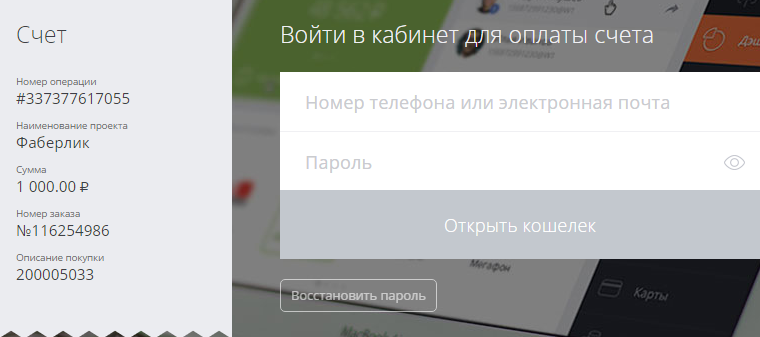 Счет
Номер операции
#337377617055
Наименование проекта
Фаберлик
Сумма
1 000.00 ₽
Номер заказа
№116254986
Описание покупки
200005033
Войти в кабинет для оплаты счета
Номер телефона или электронная почта
Пароль
Открыть кошелек
Восстановить пароль
Мегафон
Карты